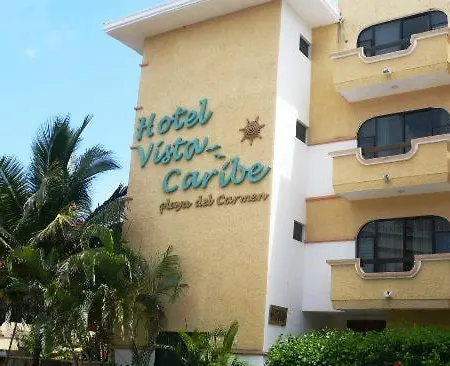 Hotel
Vista
Caribe
playa del Carmen